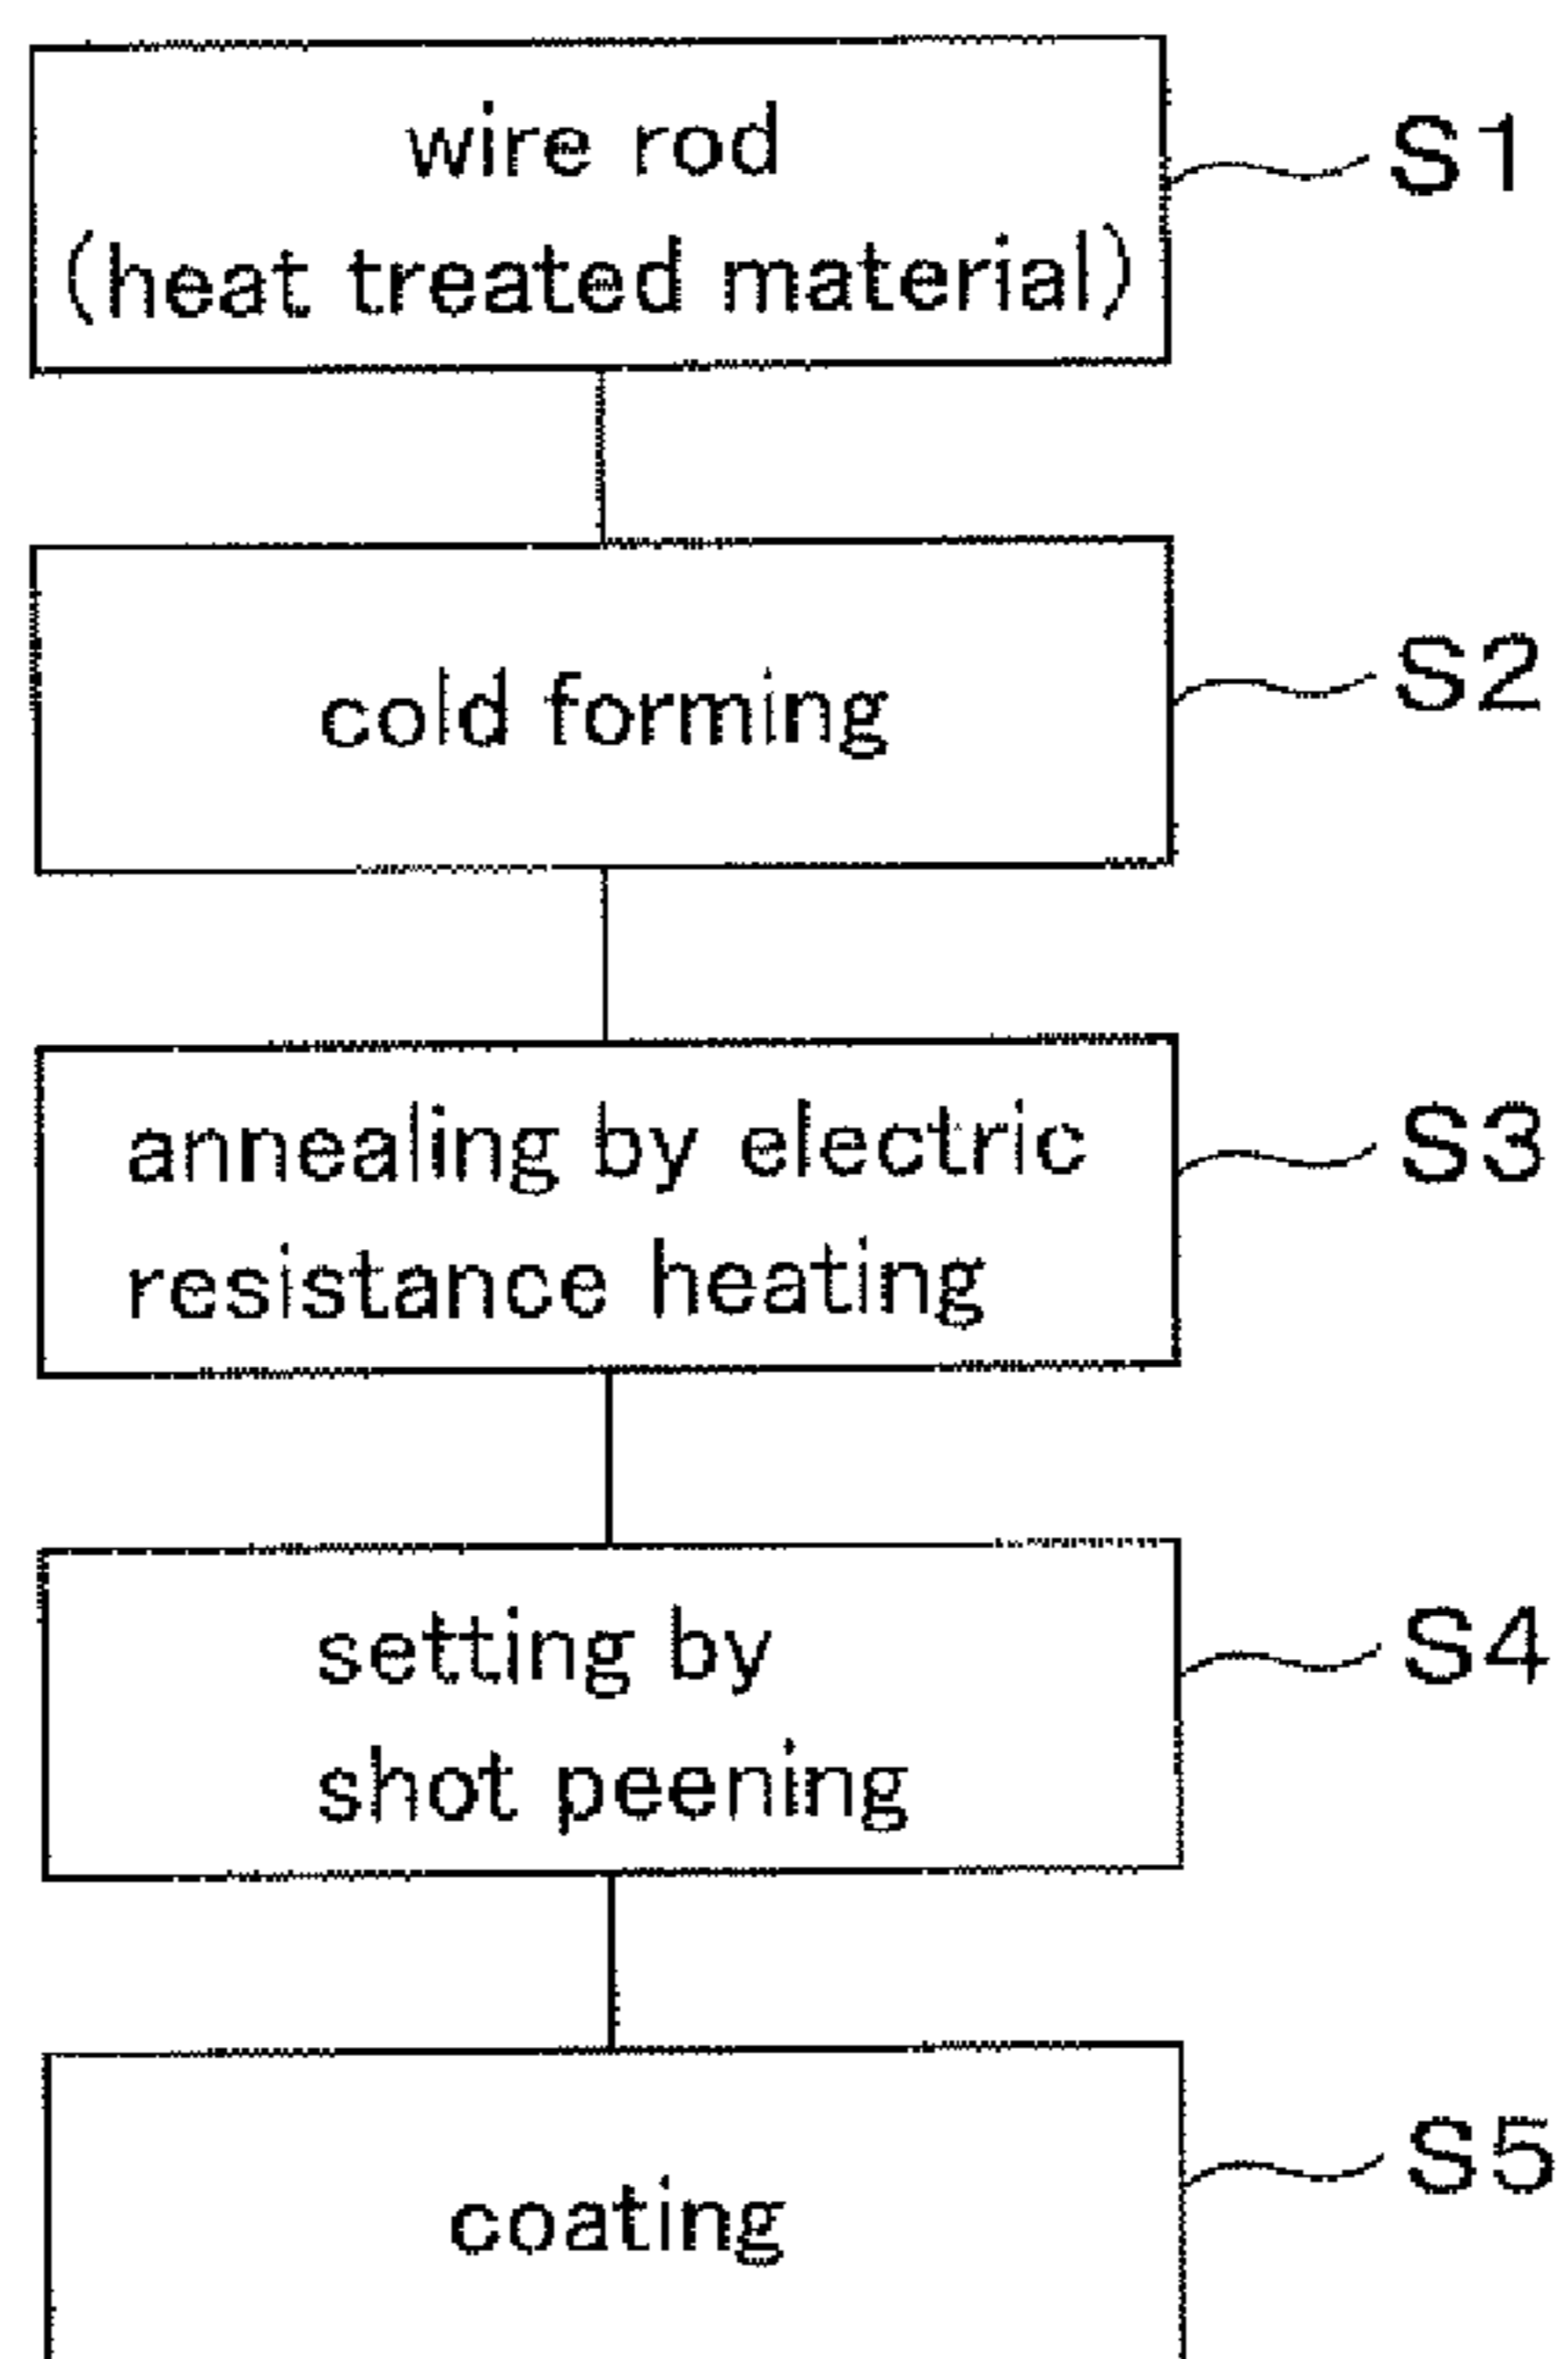 wire rod
(heat treated material)
S1
cold forming
S2
annealing by electric
resistance heating
S3
setting by
shot peening
S4
coating
S5